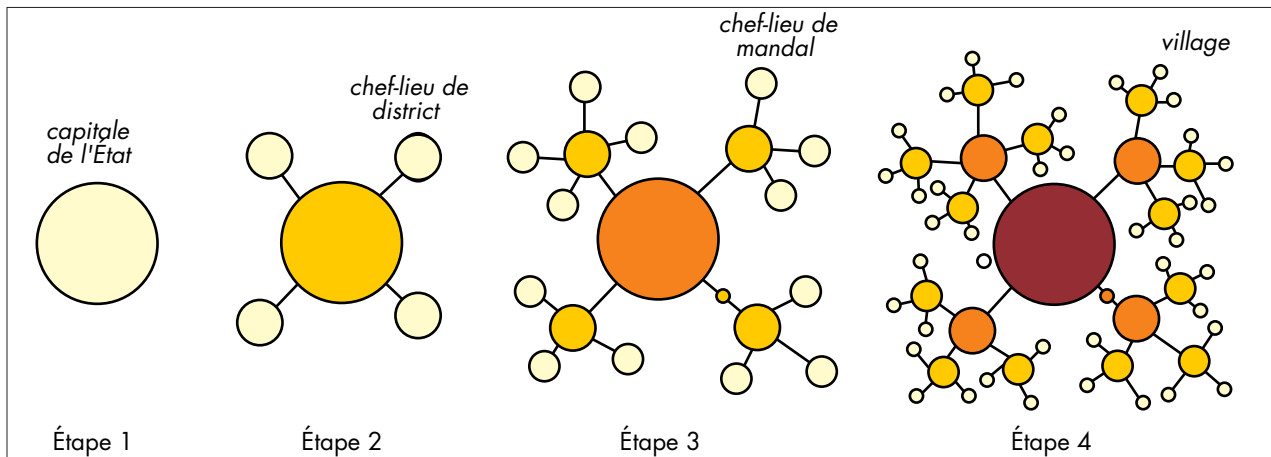 capitale
de l'État
chef-lieu de
district
chef-lieu de
mandal
village
Étape 1
Étape 2
Étape 3
Étape 4